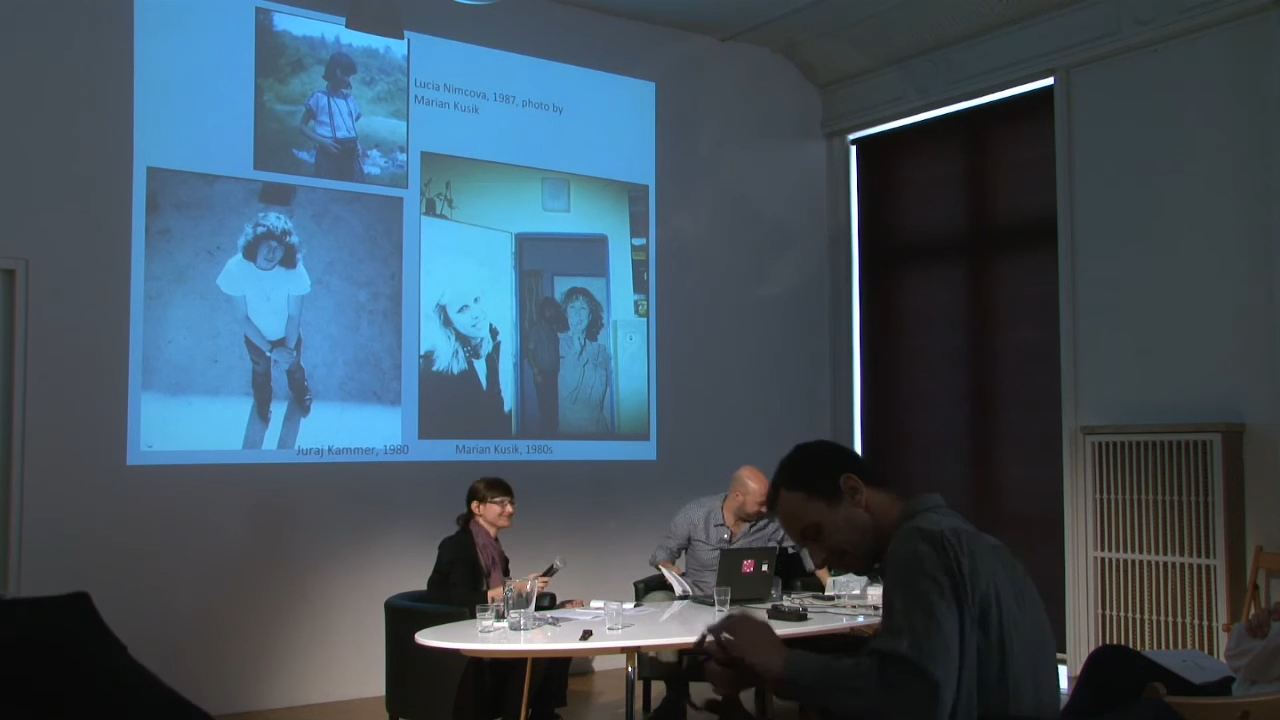 Lucia Nimcova, 1987, photo by
Marian Kusik
Juraj Kammer, 1980
Marian Kusik, 1980s